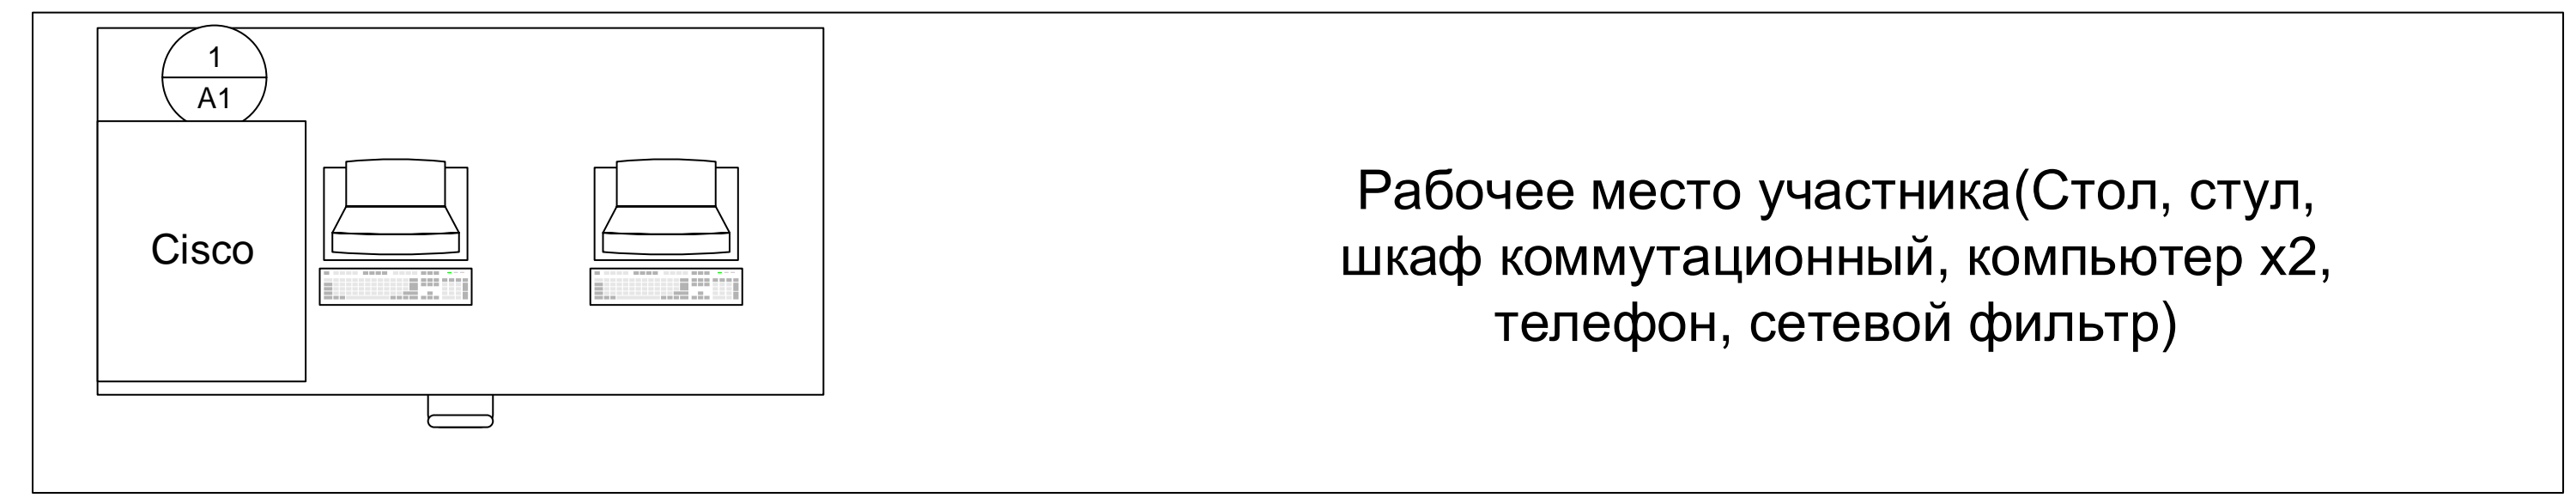 1
A1
Cisco
Рабочее место участника(Стол, стул,
шкаф коммутационный, компьютер x2,
телефон, сетевой фильтр)